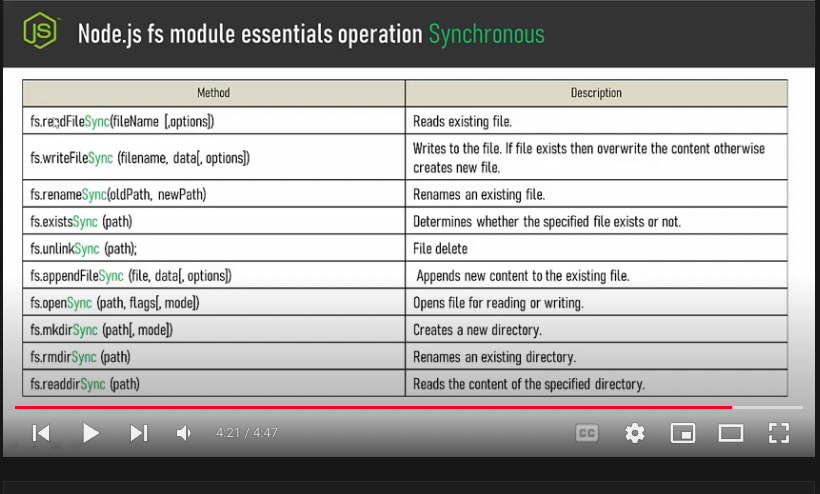 JS
Node.js fs module essentials operation Synchronous
Method Description
fs.readFileSync(fileName [,options]) Reads existing file.
fs.writeFileSync (filename, data[, options]) Writes to the file. If file exists then overwrite the content otherwise
creates new file.
fs.renameSync(oldPath, newPath) Renames an existing file.
fs.existsSync (path) Determines whether the specified file exists or not.
fs.unlinkSync (path); File delete
fs.appendFileSync (file, data[, options]) Appends new content to the existing file.
fs.openSync (path, flags[, mode]) Opens file for reading or writing.
fs.mkdirSync (path[, mode]) Creates a new directory.
fs.rmdirSync (path) Renames an existing directory.
fs.readdirSync (path) Reads the content of the specified directory.
4:21 / 4:47 CC